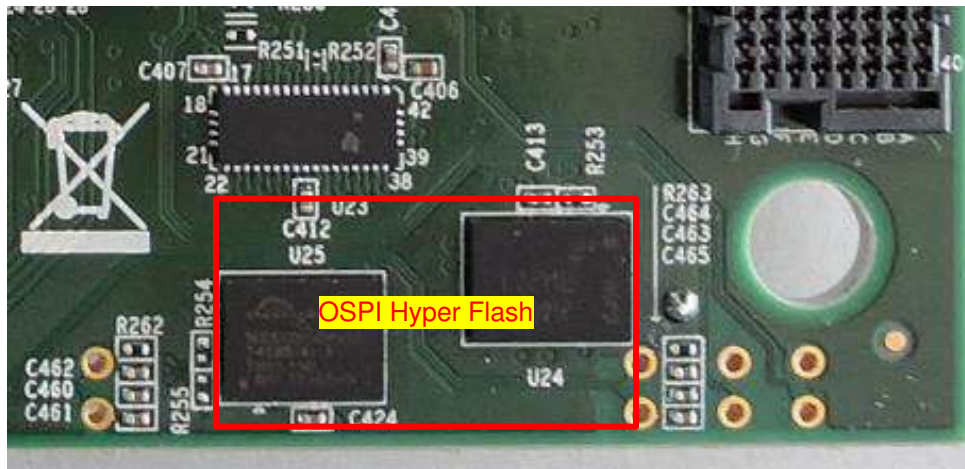 R251
R252
C407
17
C406
18
42
21
39
22
38
C413
R253
U23
C412
U25
R263
C464
C463
C465
40
H
G
F
E
D
C
B
A
R254
OSPI Hyper Flash
R262
C462
C460
C461
R255
U24
C424